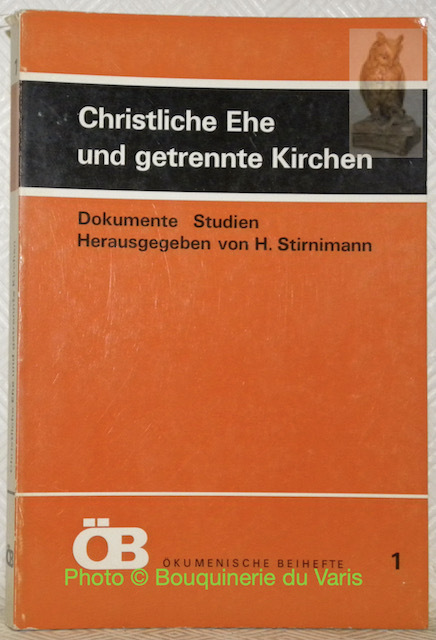 Christliche Ehe
und getrennte Kirchen
Dokumente Studien
Herausgegeben von H. Stirnimann
ÖB ÖKUMENISCHE BEIHEFTE 1
Photo © Bouquinerie du Varis